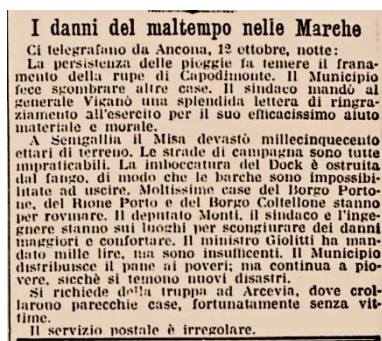 I danni del maltempo nelle Marche
Ci telegrafano da Ancona, 12 ottobre, notte:
La persistenza delle pioggie fa temere il frana-
mento della rupe di Capodimonte. Il Municipio
fece sgombrare altre case. Il sindaco mandò al
generale Viganò una splendida lettera di ringra-
ziamento all'esercito per il suo efficacissimo aiuto
materiale e morale.
A Senigallia il Misa devastò millecinquecento
ettari di terreno. Le strade di campagna sono tutte
impraticabili. La imboccatura del Dock è ostruita
dal fango, di modo che le barche sono impossibi-
litate ad uscire. Moltissime case del Borgo Porto-
ne, del Rione Porto e del Borgo Coltellone stanno
per rovinare. Il deputato Monti, il sindaco e l'inge-
gnere stanno sui luoghi per scongiurare dei danni
maggiori e confortare. Il ministro Giolitti ha man-
dato mille lire, ma sono insufficenti. Il Municipio
distribuisce il pane ai poveri; ma continua a pio-
vere, sicchè si temono nuovi disastri.
Si richiede della truppa ad Arcevia, dove crol-
larono parecchie case, fortunatamente senza vit-
time.
Il servizio postale è irregolare.